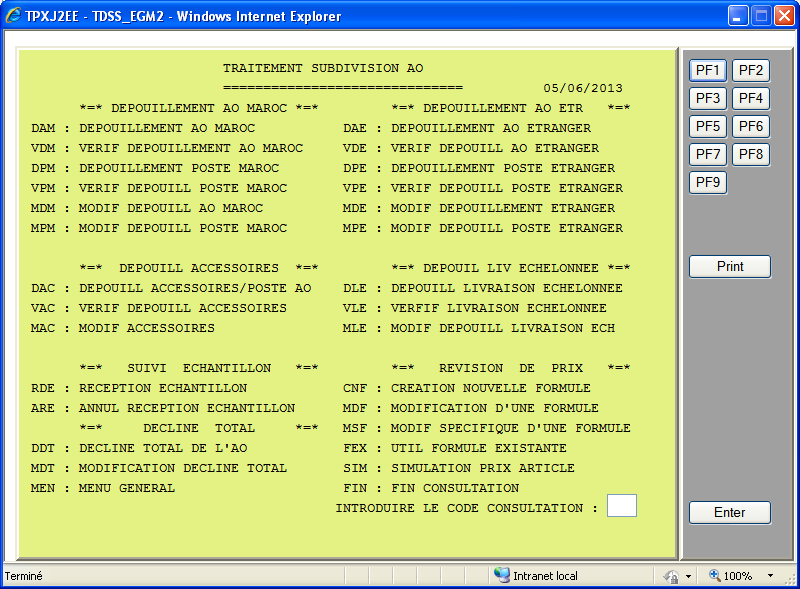 TPXJ2EE - TDSS_EGM2 - Windows Internet Explorer
TRAITEMENT SUBDIVISION AO
============================== 05/06/2013
*=* DEPOUILLEMENT AO MAROC *=* *=* DEPOUILLEMENT AO ETR *=*
DAM : DEPOUILLEMENT AO MAROC DAE : DEPOUILLEMENT AO ETRANGER
VDM : VERIF DEPOUILLEMENT AO MAROC VDE : VERIF DEPOUILL AO ETRANGER
DPM : DEPOUILLEMENT POSTE MAROC DPE : DEPOUILLEMENT POSTE ETRANGER
VPM : VERIF DEPOUILL POSTE MAROC VPE : VERIF DEPOUILL POSTE ETRANGER
MDM : MODIF DEPOUILL AO MAROC MDE : MODIF DEPOUILLEMENT ETRANGER
MPM : MODIF DEPOUILL POSTE MAROC MPE : MODIF DEPOUILL POSTE ETRANGER
*=* DEPOUILL ACCESSOIRES *=* *=* DEPOUIL LIV ECHELONNEE *=*
DAC : DEPOUILL ACCESSOIRES/POSTE AO DLE : DEPOUILL LIVRAISON ECHELONNEE
VAC : VERIF DEPOUILL ACCESSOIRES VLE : VERFIF LIVRAISON ECHELONNEE
MAC : MODIF ACCESSOIRES MLE : MODIF DEPOUILL LIVRAISON ECH
*=* SUIVI ECHANTILLON *=* *=* REVISION DE PRIX *=*
RDE : RECEPTION ECHANTILLON CNF : CREATION NOUVELLE FORMULE
ARE : ANNUL RECEPTION ECHANTILLON MDF : MODIFICATION D'UNE FORMULE
*=* DECLINE TOTAL *=* MSF : MODIF SPECIFIQUE D'UNE FORMULE
DDT : DECLINE TOTAL DE L'AO FEX : UTIL FORMULE EXISTANTE
MDT : MODIFICATION DECLINE TOTAL SIM : SIMULATION PRIX ARTICLE
MEN : MENU GENERAL FIN : FIN CONSULTATION
INTRODUIRE LE CODE CONSULTATION :
PF1 PF2
PF3 PF4
PF5 PF6
PF7 PF8
PF9
Print
Enter
Terminé Intranet local 100%